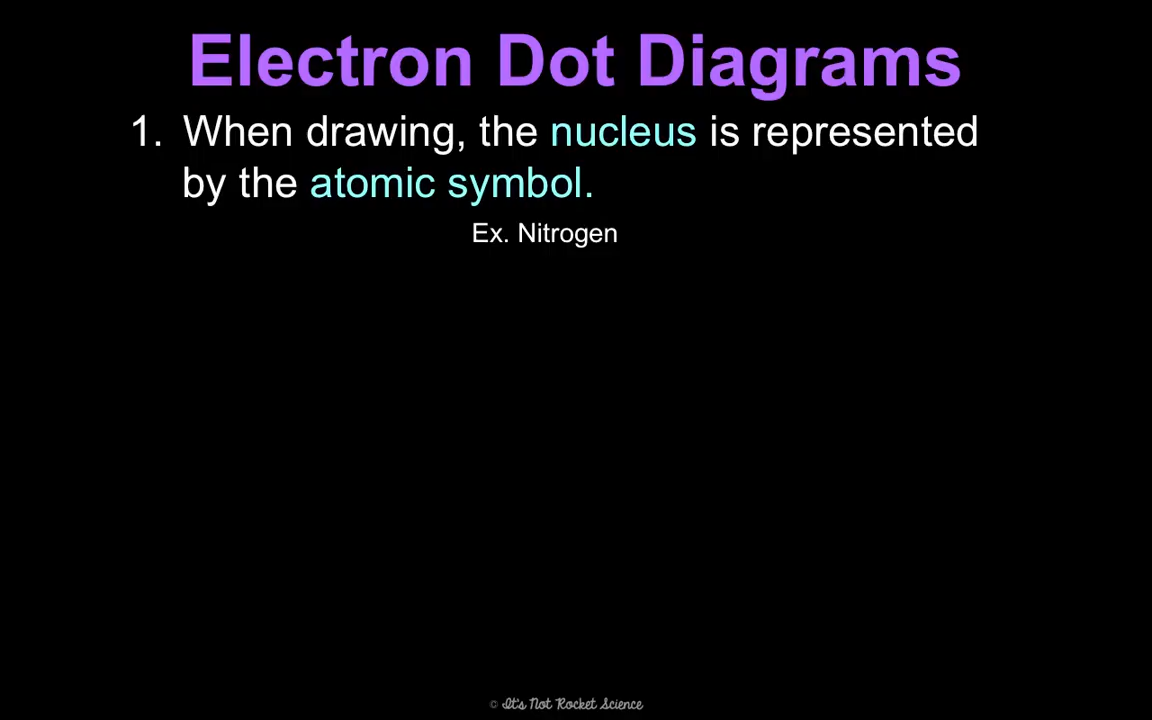 Electron Dot Diagrams
1. When drawing, the nucleus is represented
by the atomic symbol.
Ex. Nitrogen
© It's Not Rocket Science